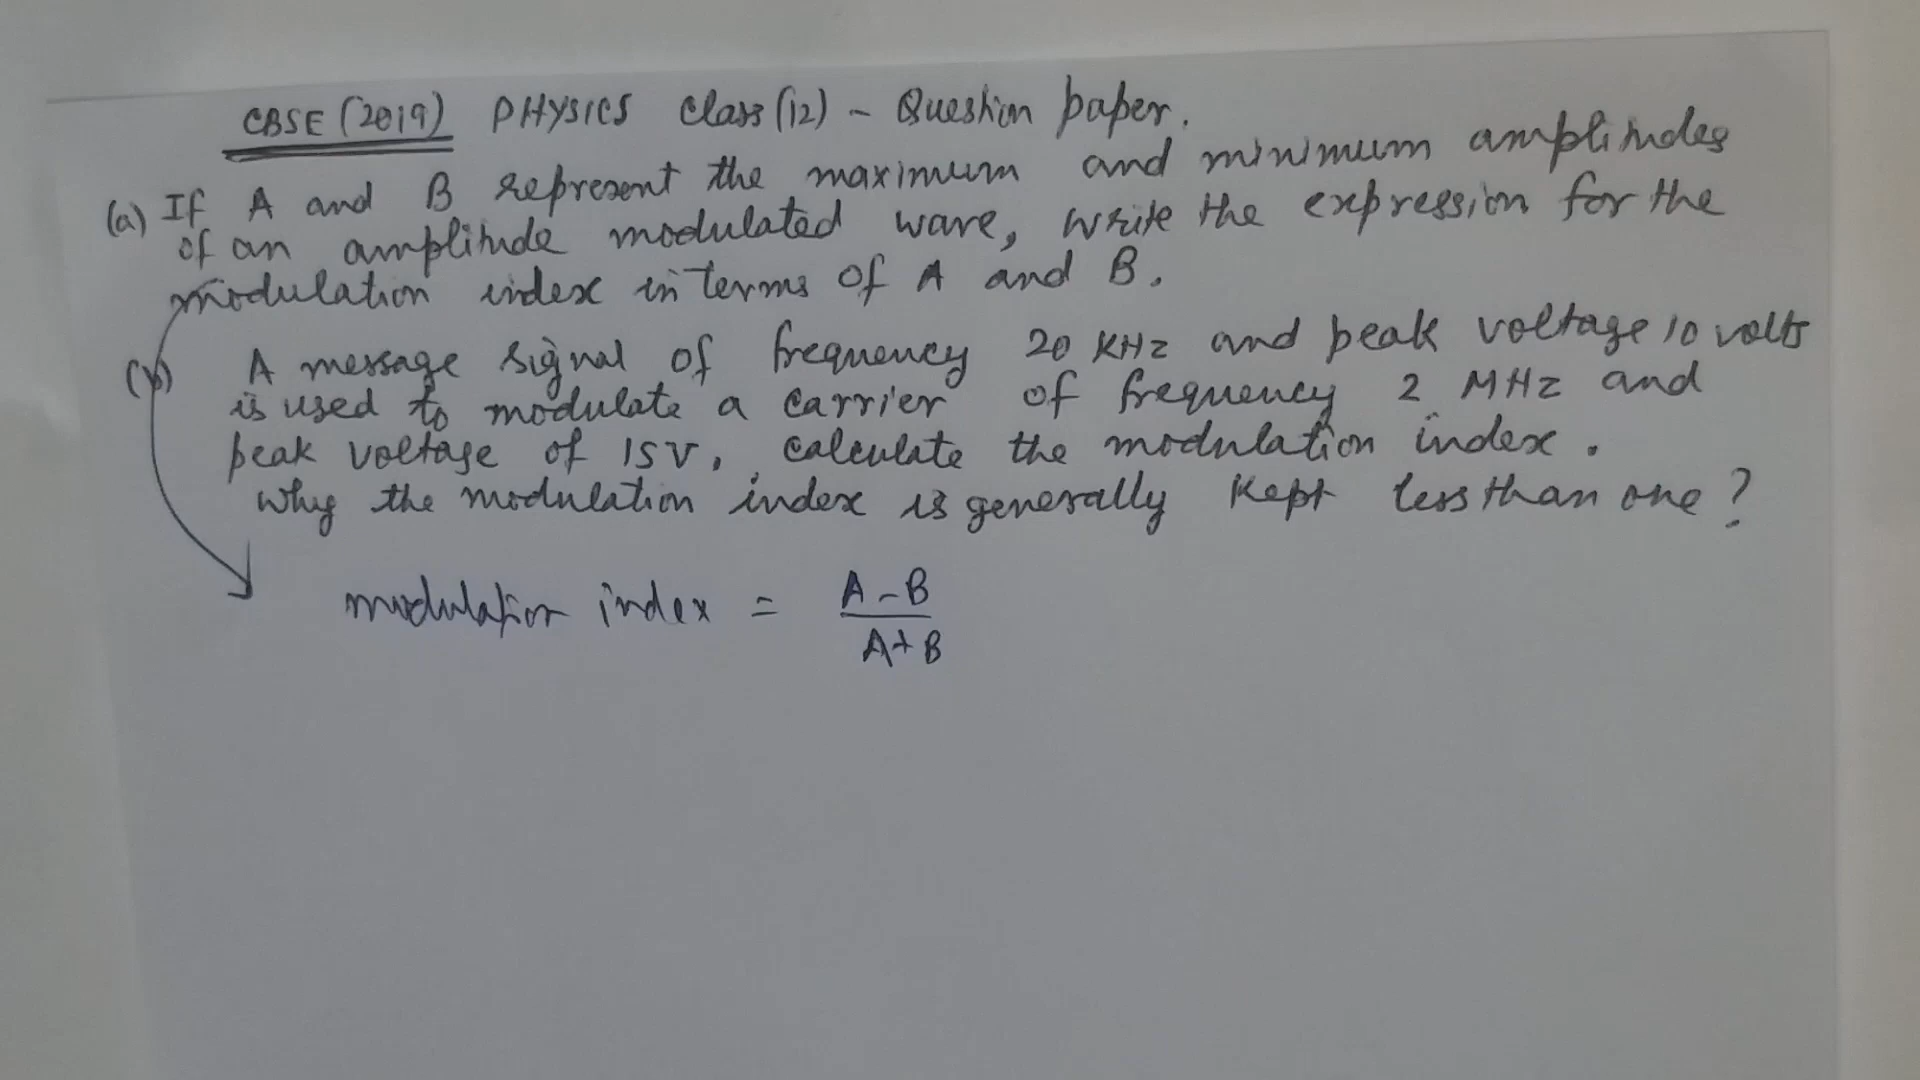 CBSE (2019) PHYSICS Class (12) - Question paper.
(a) If A and B represent the maximum and minimum amplitudes
of an amplitude modulated wave, write the expression for the
modulation index in terms of A and B.
(b) A message signal of frequency 20 KHz and peak voltage 10 volts
is used to modulate a carrier of frequency 2 MHz and
peak voltage of 15V. calculate the modulation index.
Why the modulation index is generally kept less than one?
modulation index = A-B
A+B